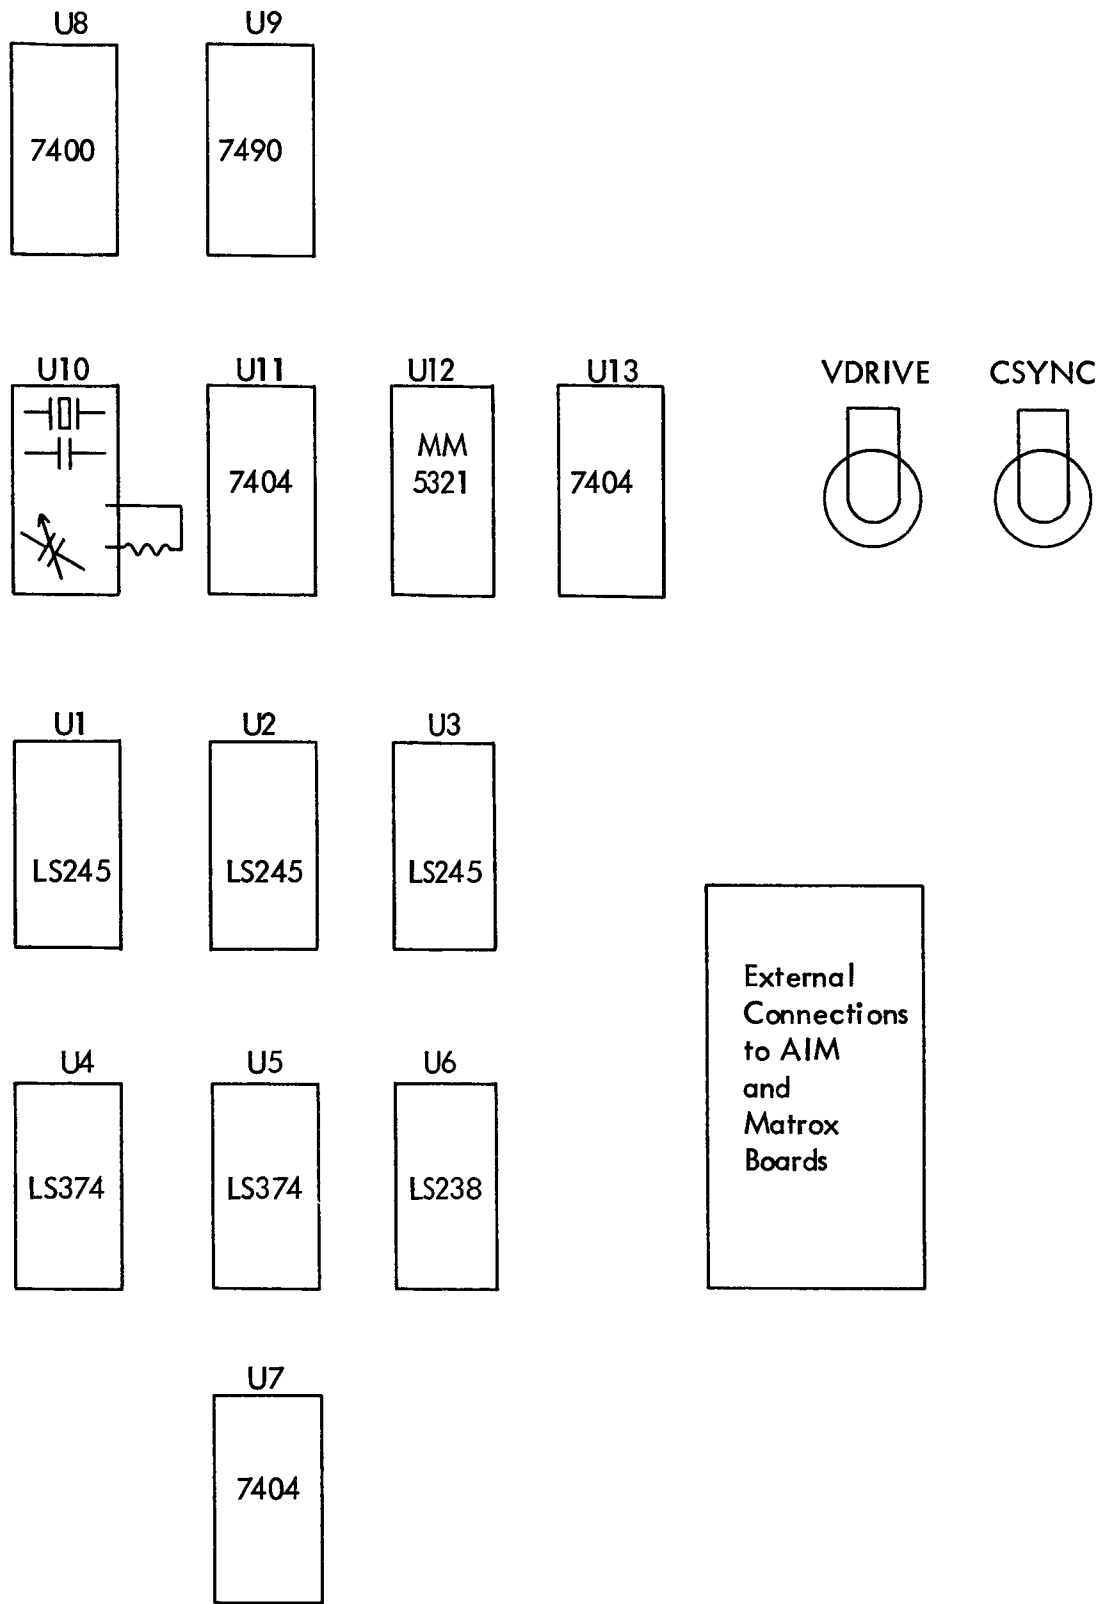 U8
U9
7400
7490
U10
U11
U12
U13
VDRIVE
CSYNC
7404
MM
5321
7404
U1
U2
U3
LS245
LS245
LS245
External
Connections
to AIM
and
Matrox
Boards
U4
U5
U6
LS374
LS374
LS238
U7
7404